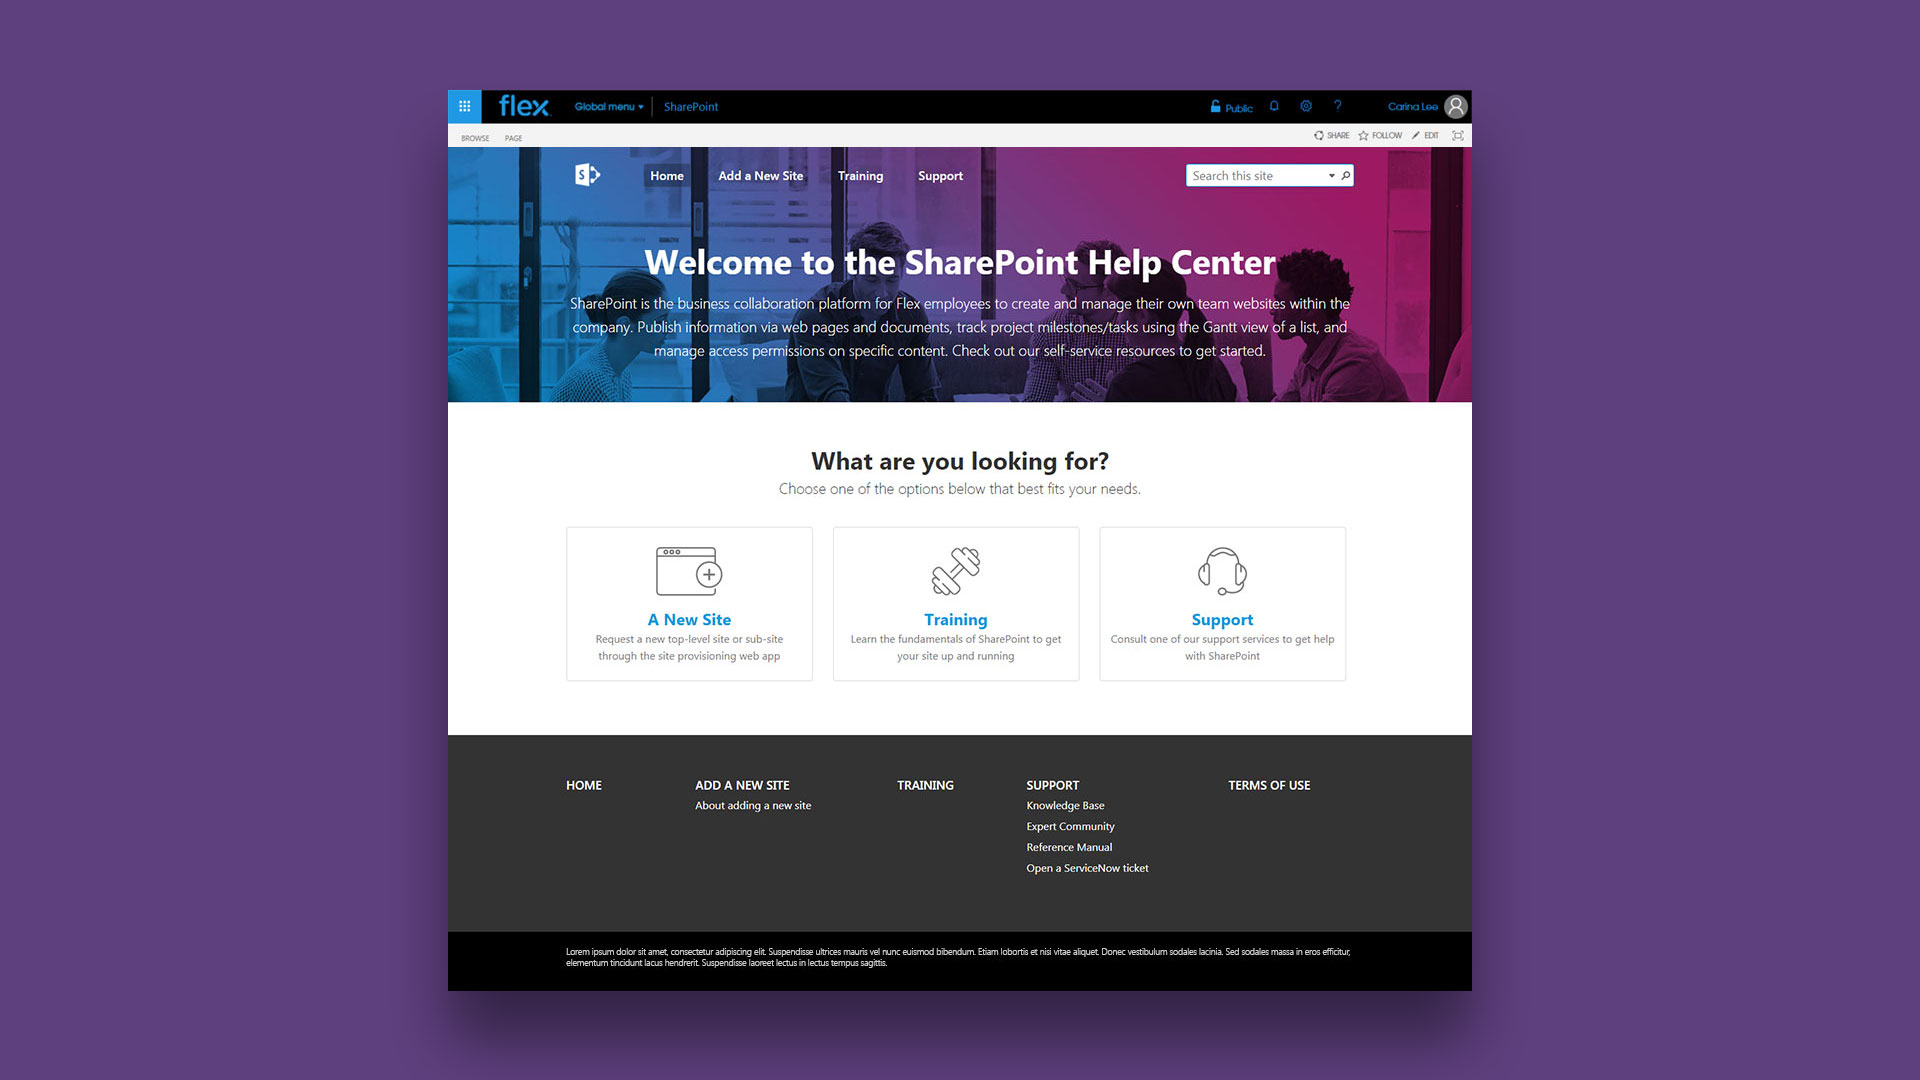 flex Global menu SharePoint Public ? Carina Lee
BROWSE PAGE SHARE FOLLOW EDIT
S Home Add a New Site Training Support Search this site
Welcome to the SharePoint Help Center
SharePoint is the business collaboration platform for Flex employees to create and manage their own team websites within the
company. Publish information via web pages and documents, track project milestones/tasks using the Gantt view of a list, and
manage access permissions on specific content. Check out our self-service resources to get started.
What are you looking for?
Choose one of the options below that best fits your needs.
A New Site
Request a new top-level site or sub-site
through the site provisioning web app
Training
Learn the fundamentals of SharePoint to get
your site up and running
Support
Consult one of our support services to get help
with SharePoint
HOME
ADD A NEW SITE
About adding a new site
TRAINING
SUPPORT
Knowledge Base
Expert Community
Reference Manual
Open a ServiceNow ticket
TERMS OF USE
Lorem ipsum dolor sit amet, consectetur adipiscing elit. Suspendisse ultrices mauris vel nunc euismod bibendum. Etiam lobortis et nisi vitae aliquet. Donec vestibulum sodales lacinia. Sed sodales massa in eros efficitur,
elementum tincidunt lacus hendrerit. Suspendisse laoreet lectus in lectus tempus sagittis.